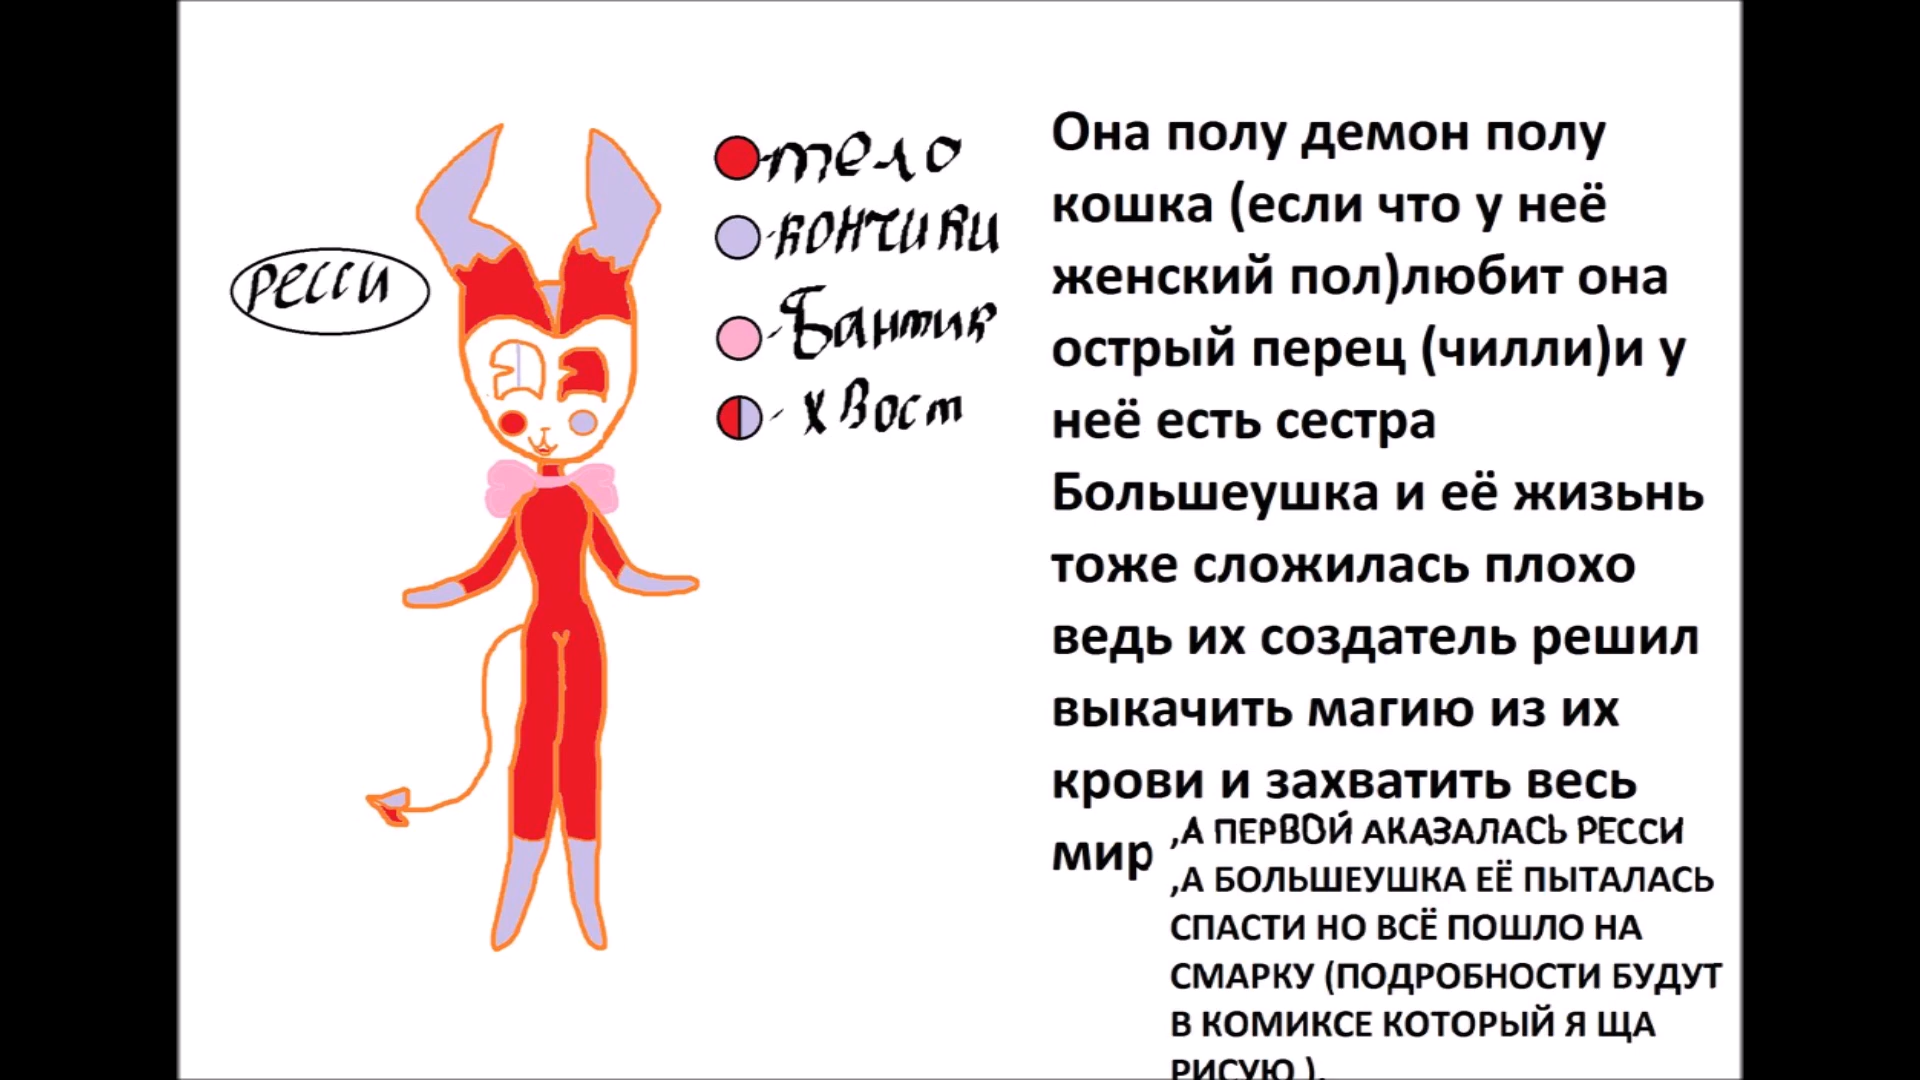 Ресси
тело
кончики
Бантик
хвост
Она полу демон полу
кошка (если что у неё
женский пол)любит она
острый перец (чилли)и у
неё есть сестра
Большеушка и её жизьнь
тоже сложилась плохо
ведь их создатель решил
выкачить магию из их
крови и захватить весь
мир
,А ПЕРВОЙ АКАЗАЛАСЬ РЕССИ
,А БОЛЬШЕУШКА ЕЁ ПЫТАЛАСЬ
СПАСТИ НО ВСЁ ПОШЛО НА
СМАРКУ (ПОДРОБНОСТИ БУДУТ
В КОМИКСЕ КОТОРЫЙ Я ЩА
РИСУЮ ).